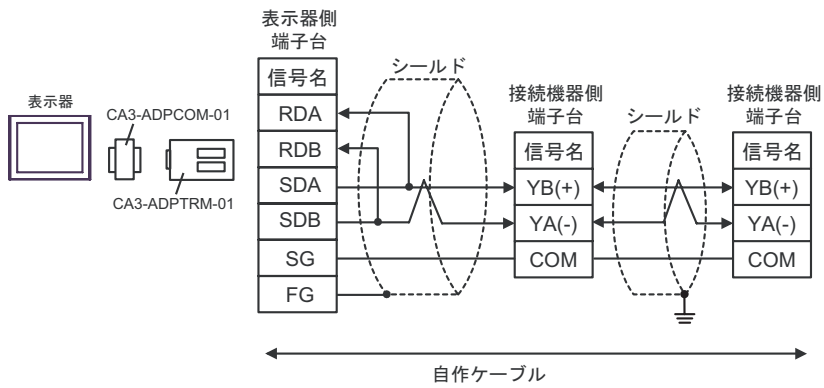 表示器
CA3-ADPCOM-01
CA3-ADPTRM-01
表示器側
端子台
信号名
RDA
RDB
SDA
SDB
SG
FG
シールド
接続機器側
端子台
信号名
YB(+)
YA(-)
COM
シールド
接続機器側
端子台
信号名
YB(+)
YA(-)
COM
自作ケーブル